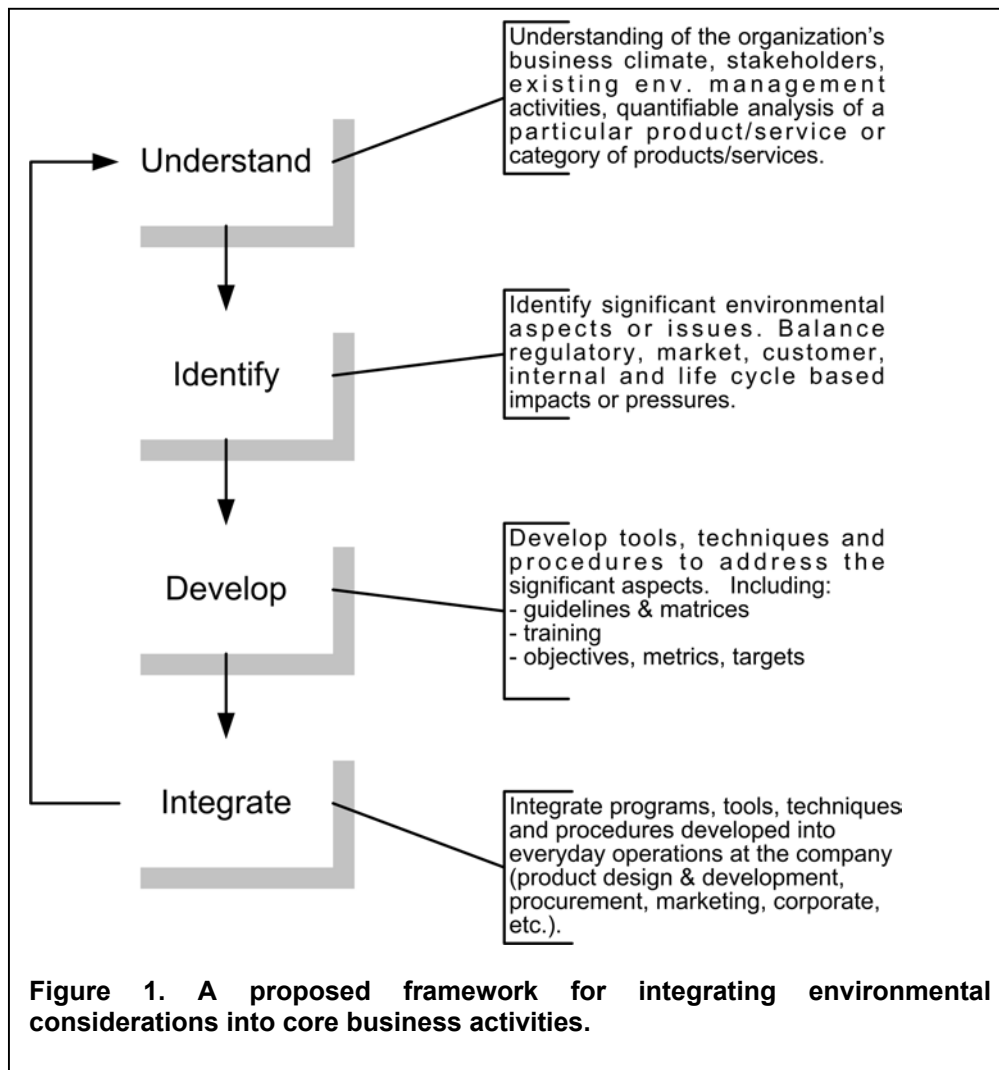 Understanding of the organization's
business climate, stakeholders,
existing env. management
activities, quantifiable analysis of a
particular product/service or
category of products/services.
Understand
Identify significant environmental
aspects or issues. Balance
regulatory, market, customer,
internal and life cycle based
impacts or pressures.
Identify
Develop tools, techniques and
procedures to address the
significant aspects. Including:
- guidelines & matrices
- training
- objectives, metrics, targets
Develop
Integrate programs, tools, techniques
and procedures developed into
everyday operations at the company
(product design & development,
procurement, marketing, corporate,
etc.).
Integrate
Figure 1. A proposed framework for integrating environmental
considerations into core business activities.